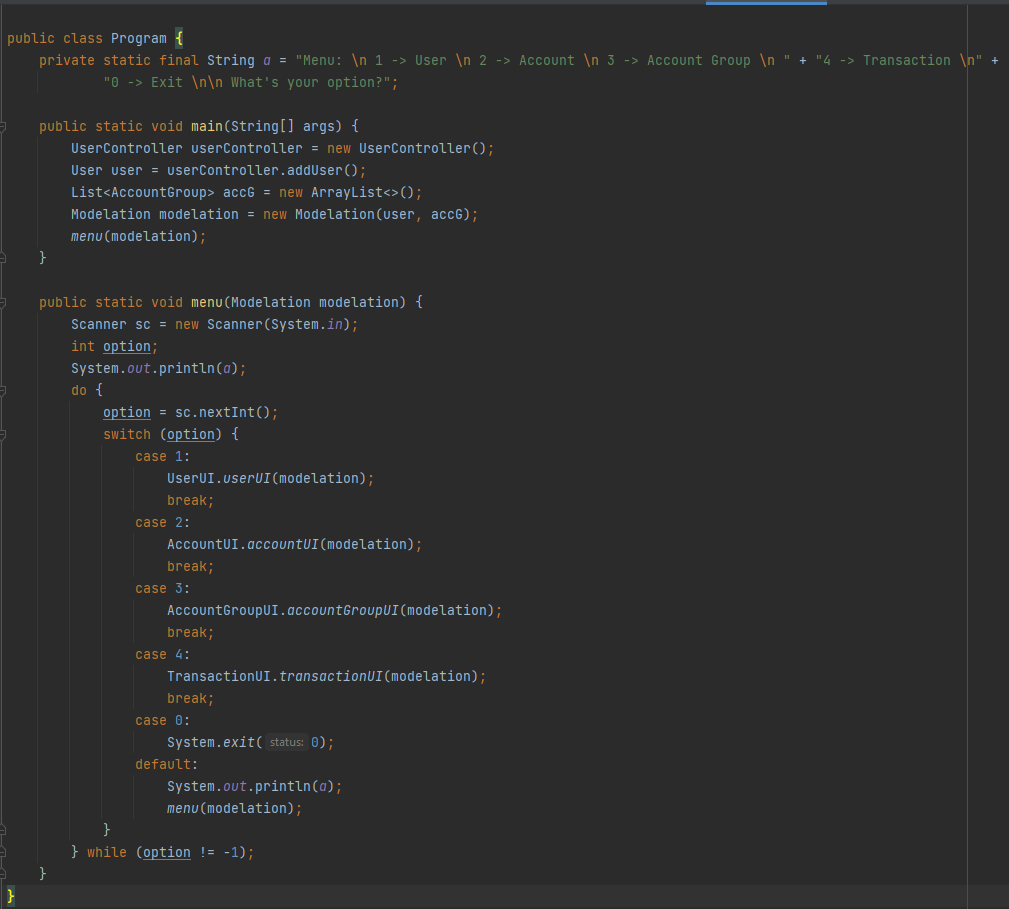 public class Program {
    private static final String a = "Menu: \n 1 -> User \n 2 -> Account \n 3 -> Account Group \n " + "4 -> Transaction \n" +
            "0 -> Exit \n\n What's your option?";

    public static void main(String[] args) {
        UserController userController = new UserController();
        User user = userController.addUser();
        List<AccountGroup> accG = new ArrayList<>();
        Modelation modelation = new Modelation(user, accG);
        menu(modelation);
    }

    public static void menu(Modelation modelation) {
        Scanner sc = new Scanner(System.in);
        int option;
        System.out.println(a);
        do {
            option = sc.nextInt();
            switch (option) {
                case 1:
                    UserUI.userUI(modelation);
                    break;
                case 2:
                    AccountUI.accountUI(modelation);
                    break;
                case 3:
                    AccountGroupUI.accountGroupUI(modelation);
                    break;
                case 4:
                    TransactionUI.transactionUI(modelation);
                    break;
                case 0:
                    System.exit( status: 0);
                default:
                    System.out.println(a);
                    menu(modelation);
            }
        } while (option != -1);
    }
}